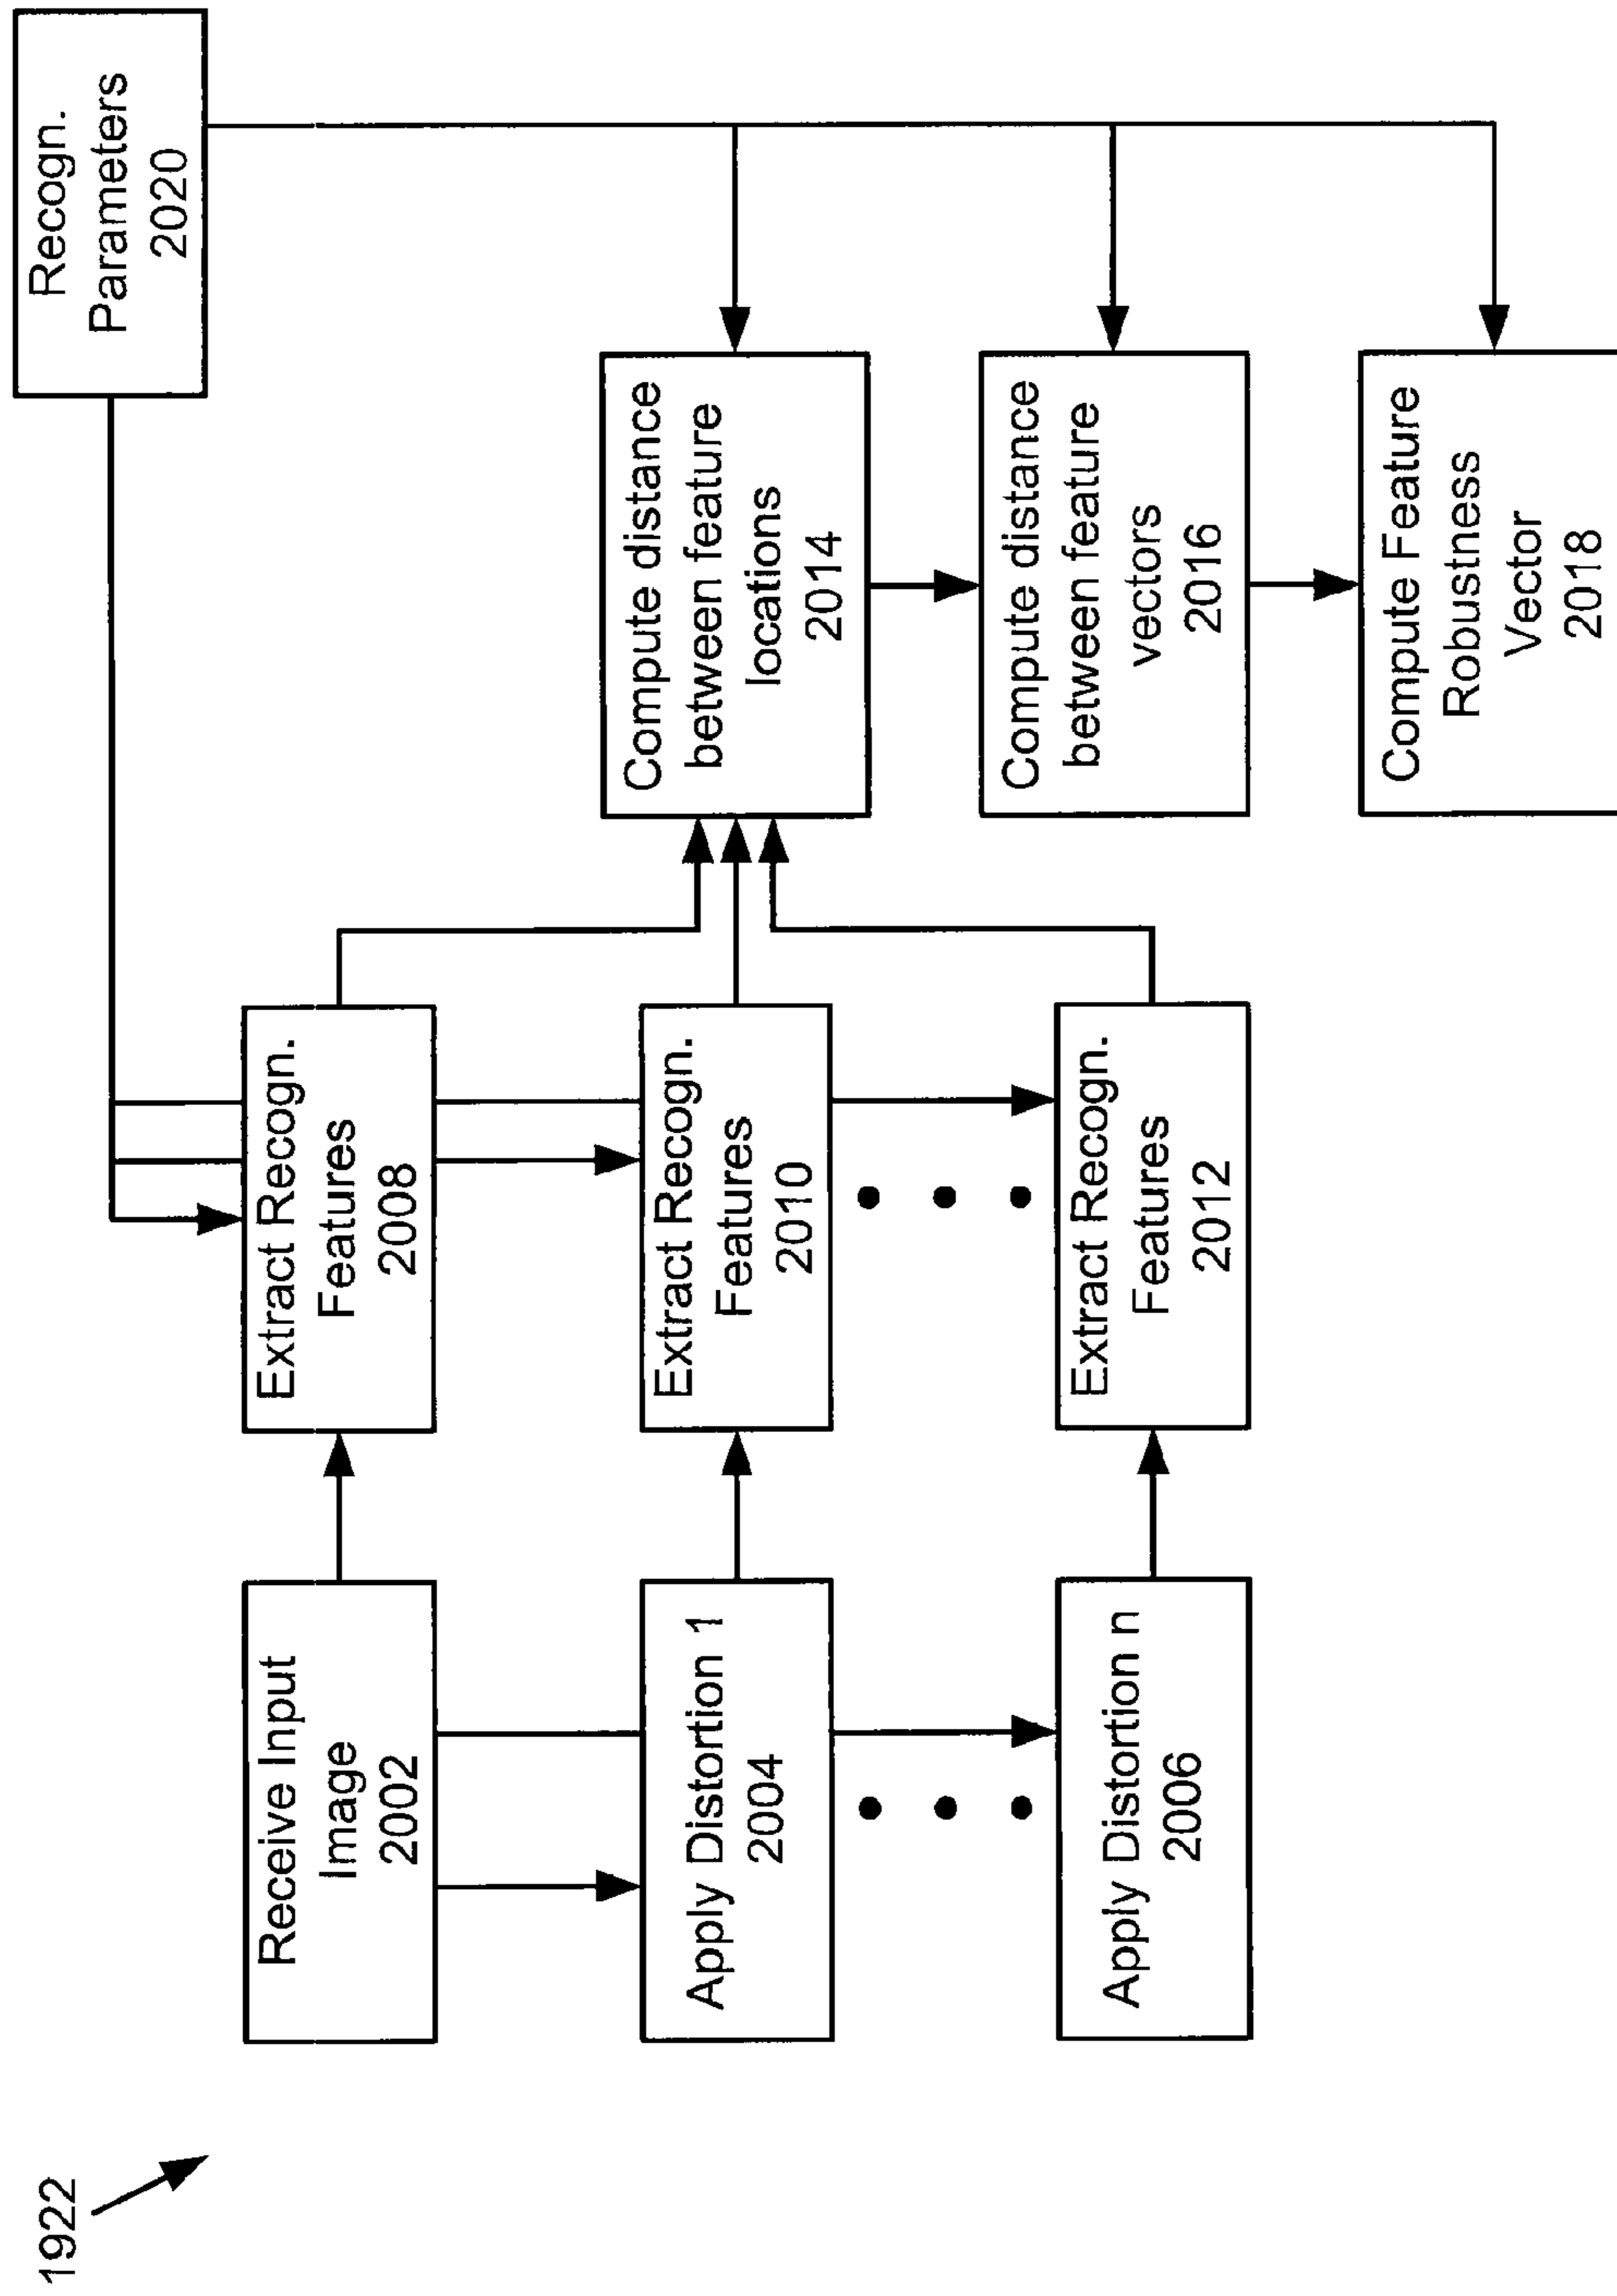 1922
Recogn.
Parameters
2020
Receive Input
Image
2002
Extract Recogn.
Features
2008
Apply Distortion 1
2004
Extract Recogn.
Features
2010
Compute distance
between feature
locations
2014
Apply Distortion n
2006
Extract Recogn.
Features
2012
Compute distance
between feature
vectors
2016
Compute Feature
Robustness
Vector
2018